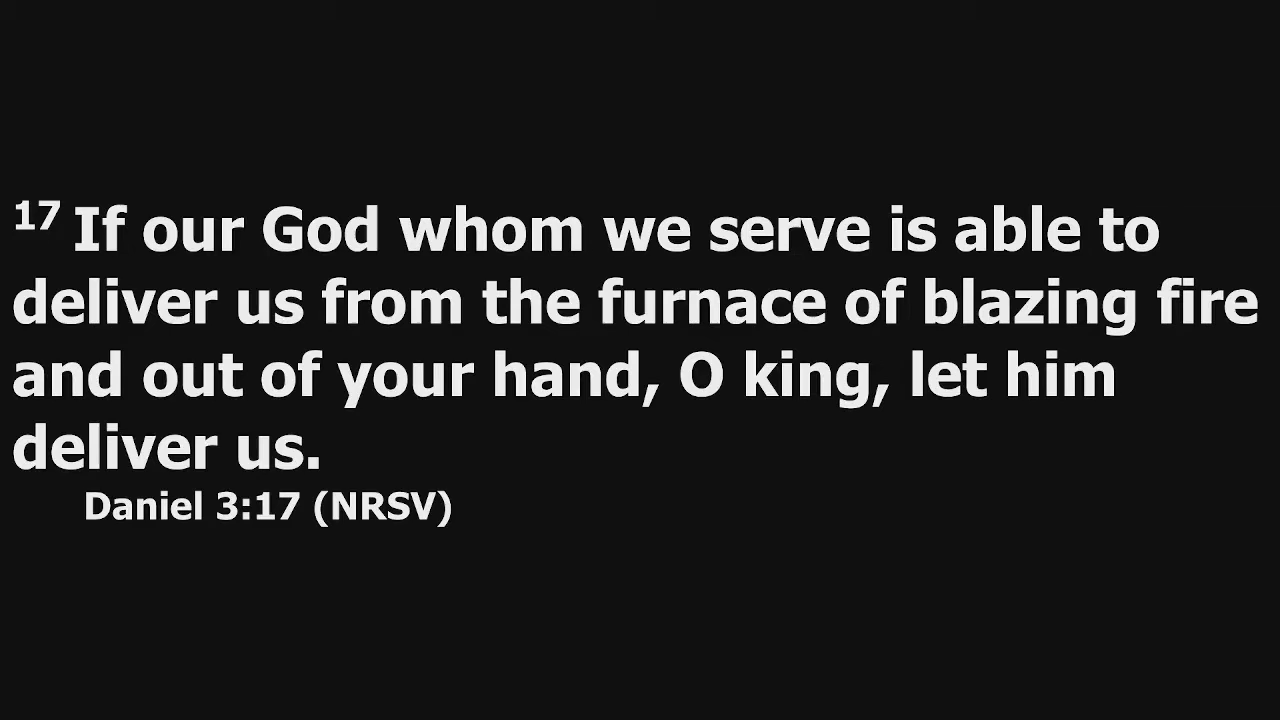 17 If our God whom we serve is able to
deliver us from the furnace of blazing fire
and out of your hand, O king, let him
deliver us.
Daniel 3:17 (NRSV)